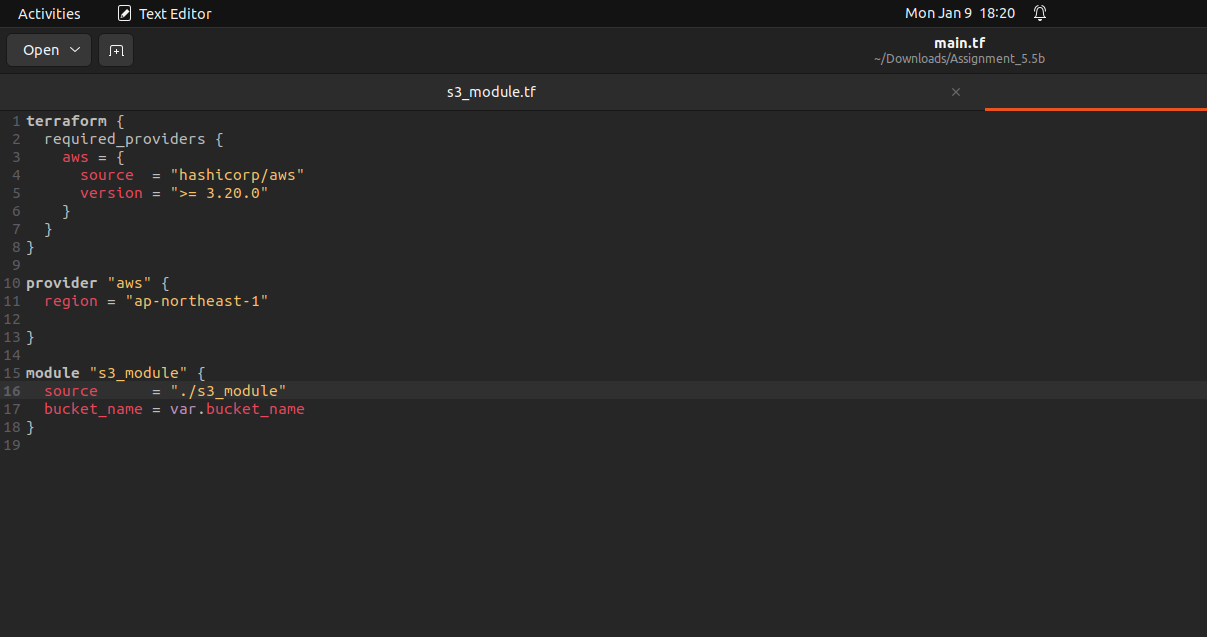 Activities Text Editor Mon Jan 9 18:20
Open main.tf
~/Downloads/Assignment_5.5b
s3_module.tf ×
1 terraform {
2   required_providers {
3     aws = {
4       source  = "hashicorp/aws"
5       version = ">= 3.20.0"
6     }
7   }
8 }
9
10 provider "aws" {
11   region = "ap-northeast-1"
12
13 }
14
15 module "s3_module" {
16   source      = "./s3_module"
17   bucket_name = var.bucket_name
18 }
19